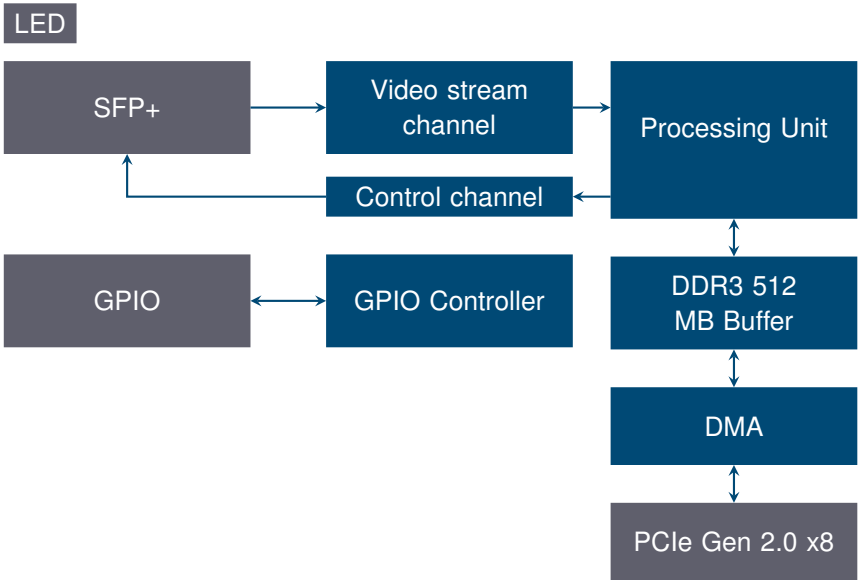 LED
SFP+
Video stream
channel
Processing Unit
Control channel
GPIO
GPIO Controller
DDR3 512
MB Buffer
DMA
PCIe Gen 2.0 x8